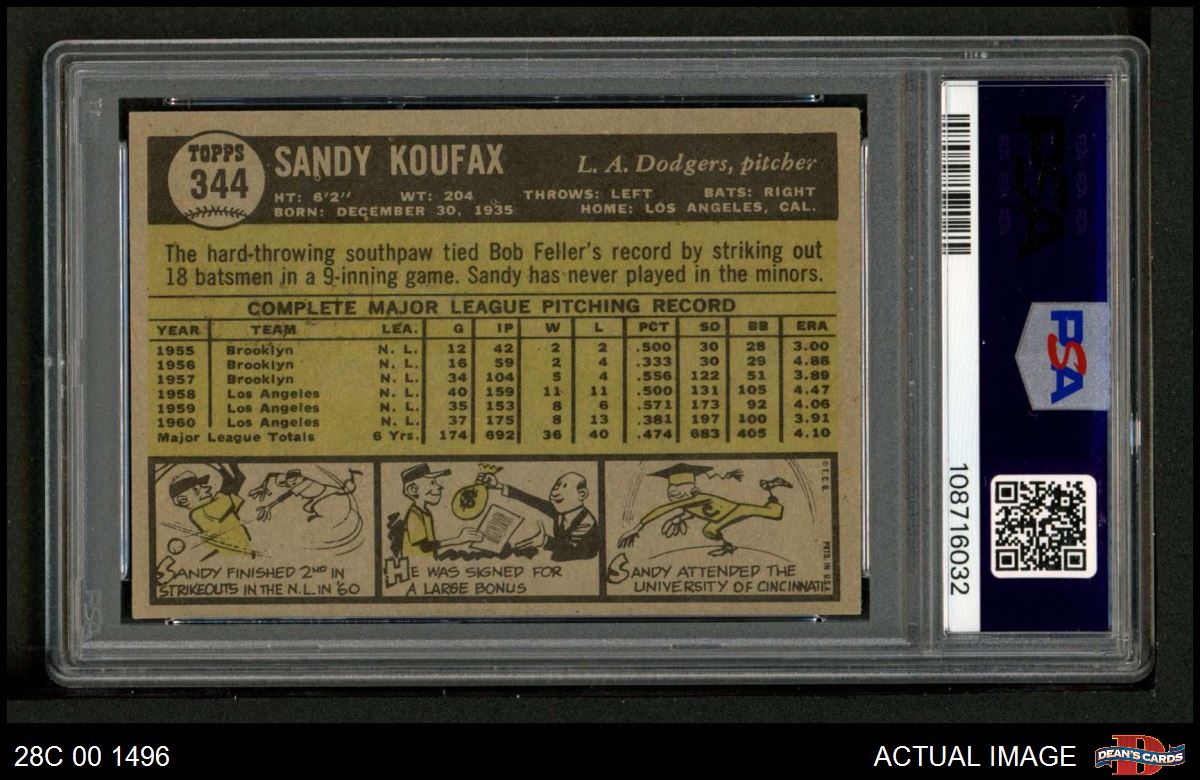 TOPPS
344
SANDY KOUFAX
L. A. Dodgers, pitcher
HT: 6'2" WT: 204 THROWS: LEFT BATS: RIGHT
BORN: DECEMBER 30, 1935 HOME: LOS ANGELES, CAL.
The hard-throwing southpaw tied Bob Feller's record by striking out
18 batsmen in a 9-inning game. Sandy has never played in the minors.
COMPLETE MAJOR LEAGUE PITCHING RECORD
YEAR TEAM LEA. G IP W L PCT SO BB ERA
1955 Brooklyn N. L. 12 42 2 2 .500 30 28 3.00
1956 Brooklyn N. L. 16 59 2 4 .333 30 29 4.88
1957 Brooklyn N. L. 34 104 5 4 .556 122 51 3.89
1958 Los Angeles N. L. 40 159 11 11 .500 131 105 4.47
1959 Los Angeles N. L. 35 153 8 6 .571 173 92 4.06
1960 Los Angeles N. L. 37 175 8 13 .381 197 100 3.91
Major League Totals 6 Yrs. 174 692 36 40 .474 683 405 4.10
SANDY FINISHED 2ND IN
STRIKEOUTS IN THE N.L. IN '60
$
HE WAS SIGNED FOR
A LARGE BONUS
SANDY ATTENDED THE
UNIVERSITY OF CINCINNATI
© T.C.G.
PRTD. IN U.S.A.
PSA
PSA
PSA
108716032
28C 00 1496
ACTUAL IMAGE
D
DEAN'S CARDS